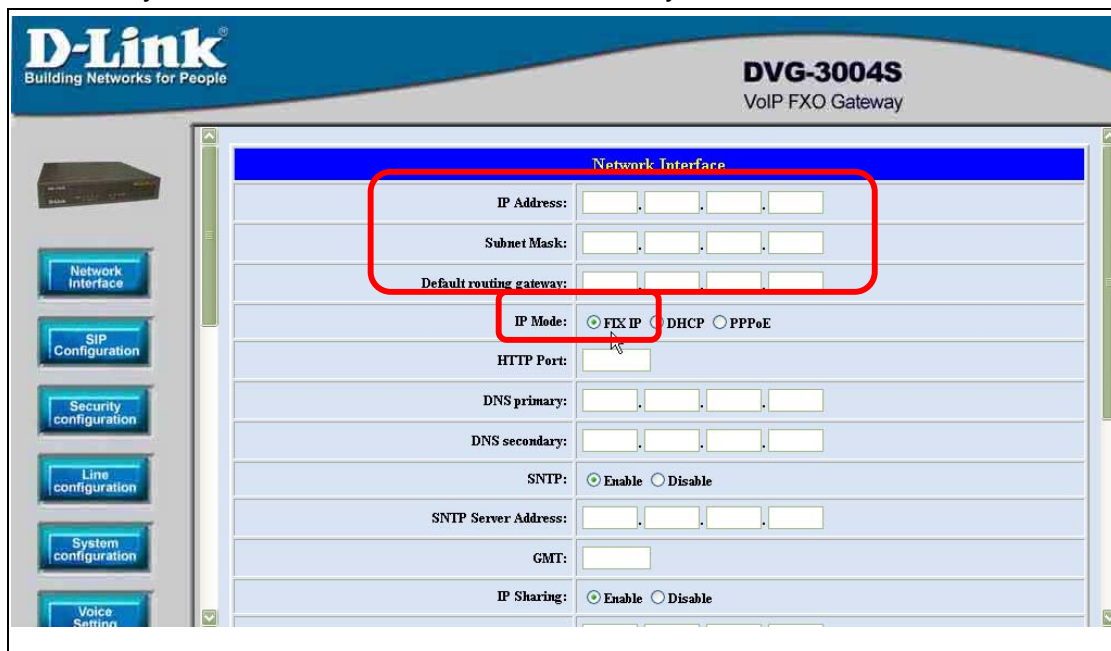 D-Link®
Building Networks for People
DVG-3004S
VoIP FXO Gateway
Network Interface
IP Address: . . .
Subnet Mask: . . .
Default routing gateway: . . .
IP Mode: FIX IP DHCP PPPoE
HTTP Port:
DNS primary: . . .
DNS secondary: . . .
SNTP: Enable Disable
SNTP Server Address: . . .
GMT:
IP Sharing: Enable Disable
Network
Interface
SIP
Configuration
Security
configuration
Line
configuration
System
configuration
Voice
Setting